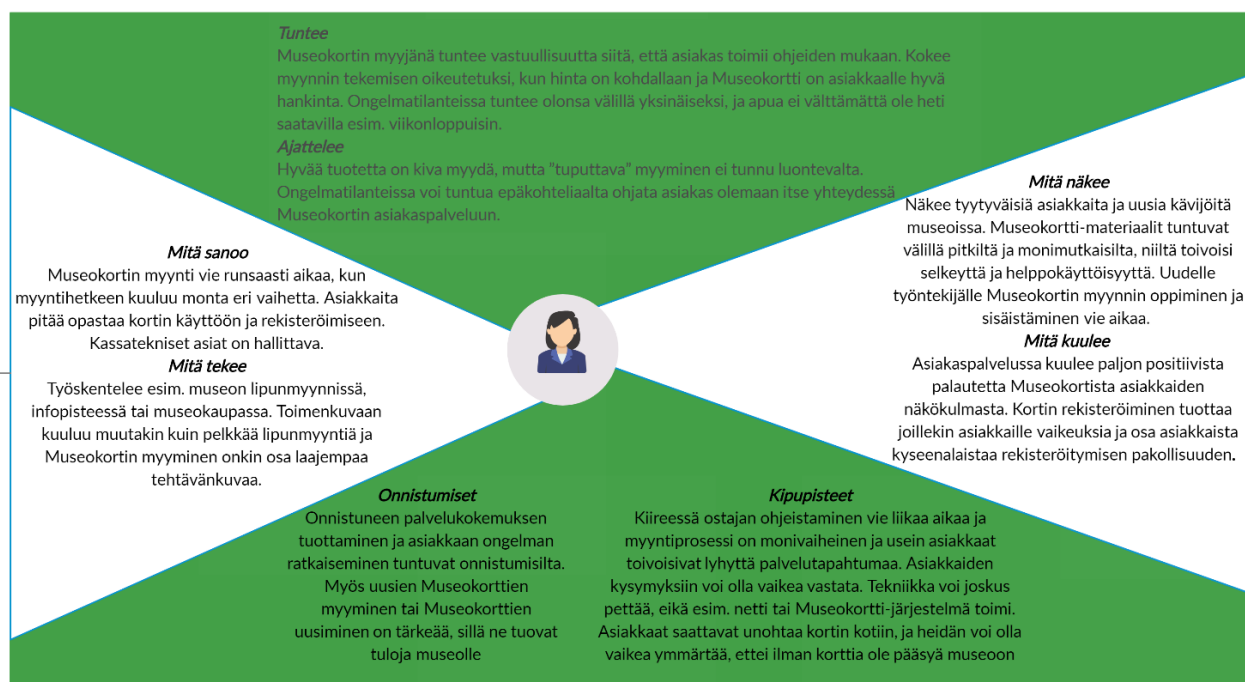 Tuntee
Museokortin myyjänä tuntee vastuullisuutta siitä, että asiakas toimii ohjeiden mukaan. Kokee
myynnin tekemisen oikeutetuksi, kun hinta on kohdallaan ja Museokortti on asiakkaalle hyvä
hankinta. Ongelmatilanteissa tuntee olonsa välillä yksinäiseksi, ja apua ei välttämättä ole heti
saatavilla esim. viikonloppuisin.
Ajattelee
Hyvää tuotetta on kiva myydä, mutta ”tuputtava” myyminen ei tunnu luontevalta.
Ongelmatilanteissa voi tuntua epäkohteliaalta ohjata asiakas olemaan itse yhteydessä
Museokortin asiakaspalveluun.
Mitä sanoo
Museokortin myynti vie runsaasti aikaa, kun
myyntihetkeen kuuluu monta eri vaihetta. Asiakkaita
pitää opastaa kortin käyttöön ja rekisteröimiseen.
Kassatekniset asiat on hallittava.
Mitä tekee
Työskentelee esim. museon lipunmyynnissä,
infopisteessä tai museokaupassa. Toimenkuvaan
kuuluu muutakin kuin pelkkää lipunmyyntiä ja
Museokortin myyminen onkin osa laajempaa
tehtävänkuvaa.
Mitä näkee
Näkee tyytyväisiä asiakkaita ja uusia kävijöitä
museoissa. Museokortti-materiaalit tuntuvat
välillä pitkiltä ja monimutkaisilta, niiltä toivoisi
selkeyttä ja helppokäyttöisyyttä. Uudelle
työntekijälle Museokortin myynnin oppiminen ja
sisäistäminen vie aikaa.
Mitä kuulee
Asiakaspalvelussa kuulee paljon positiivista
palautetta Museokortista asiakkaiden
näkökulmasta. Kortin rekisteröiminen tuottaa
joillekin asiakkaille vaikeuksia ja osa asiakkaista
kyseenalaistaa rekisteröitymisen pakollisuuden.
Onnistumiset
Onnistuneen palvelukokemuksen
tuottaminen ja asiakkaan ongelman
ratkaiseminen tuntuvat onnistumisilta.
Myös uusien Museokorttien
myyminen tai Museokorttien
uusiminen on tärkeää, sillä ne tuovat
tuloja museolle
Kipupisteet
Kiireessä ostajan ohjeistaminen vie liikaa aikaa ja
myyntiprosessi on monivaiheinen ja usein asiakkaat
toivoisivat lyhyttä palvelutapahtumaa. Asiakkaiden
kysymyksiin voi olla vaikea vastata. Tekniikka voi joskus
pettää, eikä esim. netti tai Museokortti-järjestelmä toimi.
Asiakkaat saattavat unohtaa kortin kotiin, ja heidän voi olla
vaikea ymmärtää, ettei ilman korttia ole pääsyä museoon